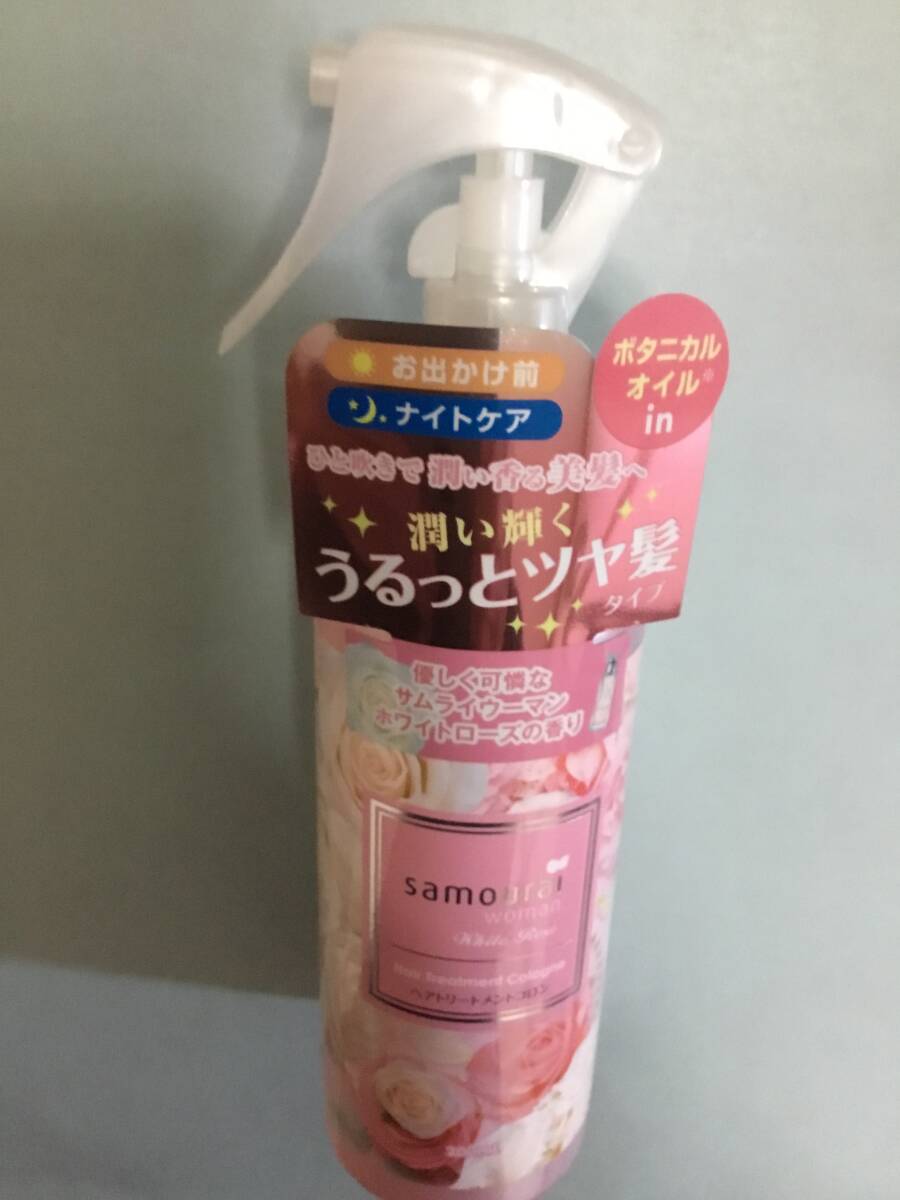 お出かけ前
ナイトケア
ボタニカル
オイル※
in
ひと吹きで潤い香る美髪へ
潤い輝く
うるっとツヤ髪
タイプ
優しく可憐な
サムライウーマン
ホワイトローズの香り
samourai
woman
White Rose
Hair Treatment Cologne
ヘアトリートメントコロン